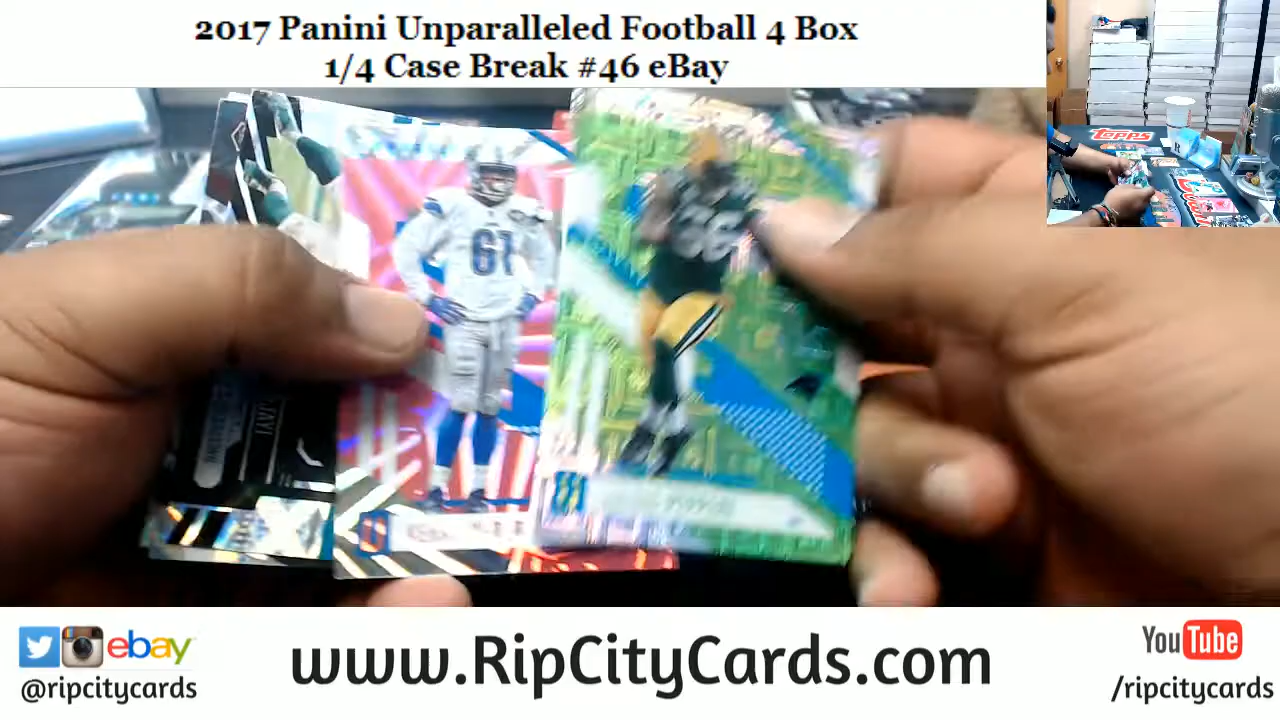 2017 Panini Unparalleled Football 4 Box
1/4 Case Break #46 eBay
Topps
61
ebay
www.RipCityCards.com
YouTube
@ripcitycards
/ripcitycards